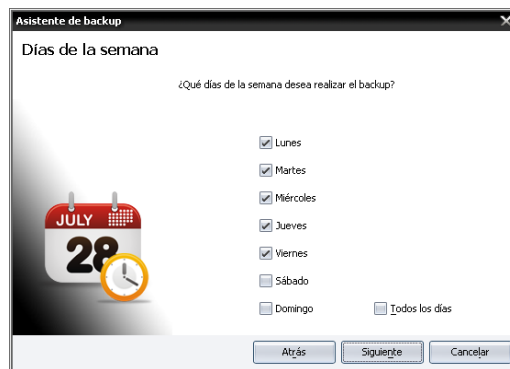 Asistente de backup
Días de la semana
¿Qué días de la semana desea realizar el backup?
Lunes
Martes
Miércoles
Jueves
Viernes
Sábado
Domingo
Todos los días
JULY
28
Atrás
Siguiente
Cancelar